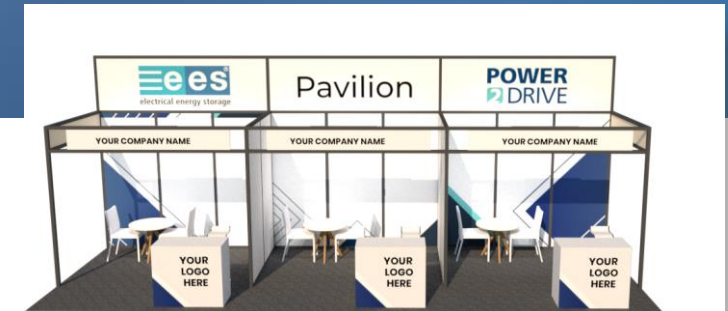 ees
electrical energy storage
Pavilion
POWER
2 DRIVE
YOUR COMPANY NAME
YOUR COMPANY NAME
YOUR COMPANY NAME
YOUR
LOGO
HERE
YOUR
LOGO
HERE
YOUR
LOGO
HERE